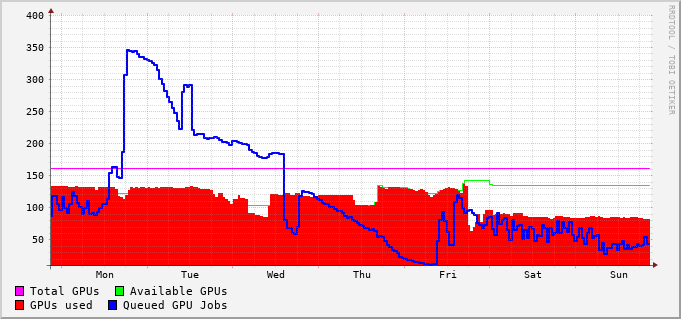 400
350
300
250
200
150
100
50
Mon Tue Wed Thu Fri Sat Sun
Total GPUs Available GPUs
GPUs used Queued GPU Jobs
RRDTOOL / TOBI OETIKER